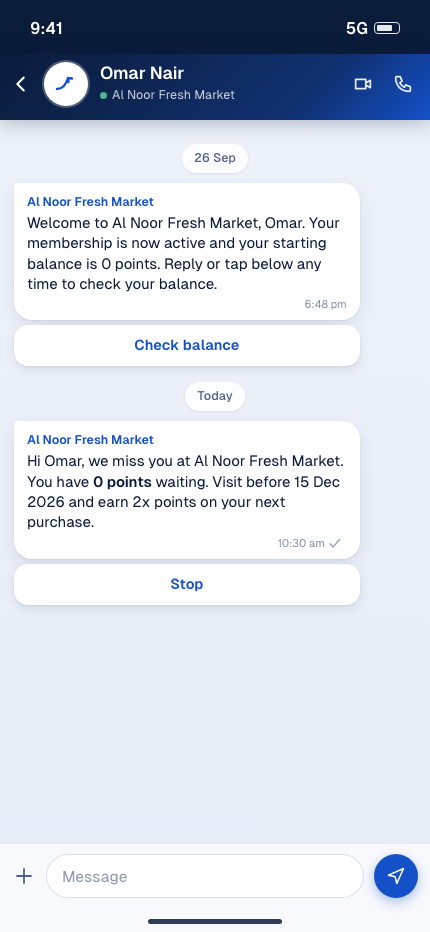 9:41
5G
Omar Nair
Al Noor Fresh Market
26 Sep
Al Noor Fresh Market
Welcome to Al Noor Fresh Market, Omar. Your
membership is now active and your starting
balance is 0 points. Reply or tap below any
time to check your balance.
6:48 pm
Check balance
Today
Al Noor Fresh Market
Hi Omar, we miss you at Al Noor Fresh Market.
You have 0 points waiting. Visit before 15 Dec
2026 and earn 2x points on your next
purchase.
10:30 am
Stop
Message